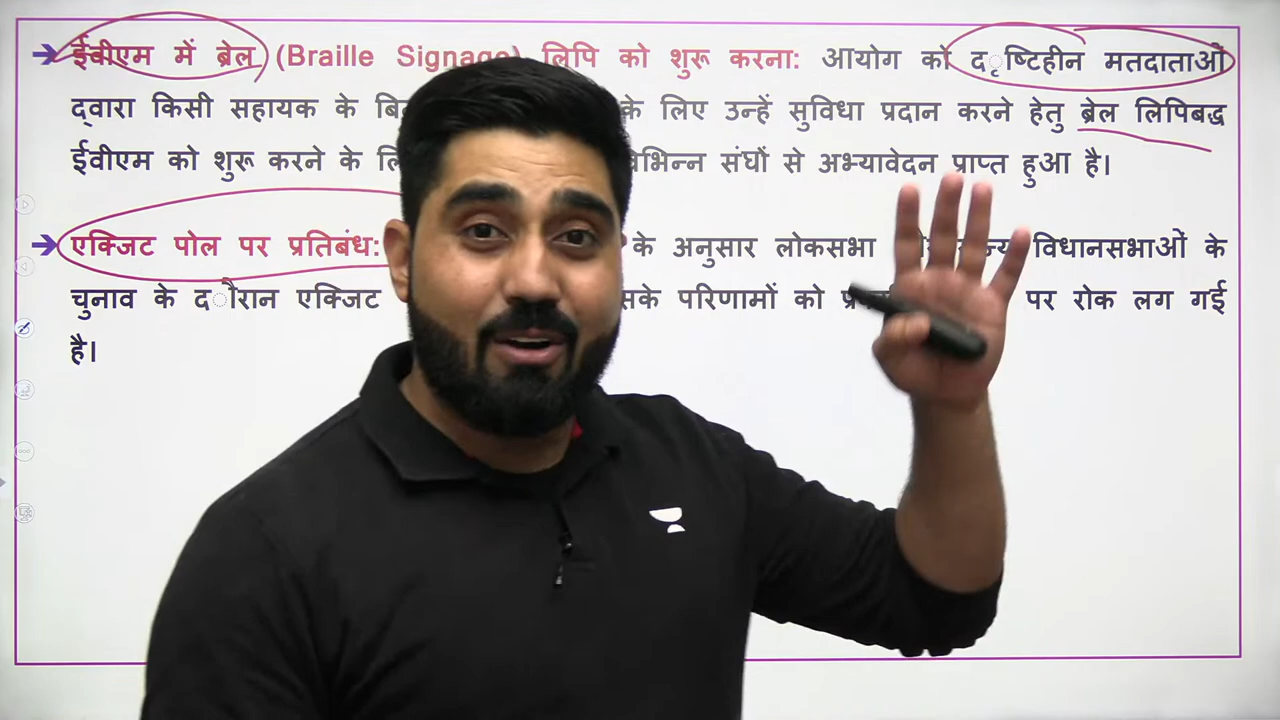 ईवीएम में ब्रेल (Braille Signage) लिपि को शुरू करना: आयोग को दृष्टिहीन मतदाताओं
द्वारा किसी सहायक के के लिए उन्हें सुविधा प्रदान करने हेतु ब्रेल लिपिबद्ध
ईवीएम को शुरू करने के संघों से अभ्यावेदन प्राप्त हुआ है।
एक्जिट पोल पर प्रतिबंध: के अनुसार लोकसभा विधानसभाओं के
चुनाव के दौरान एक्जिट परिणामों को पर रोक लग गई
है।